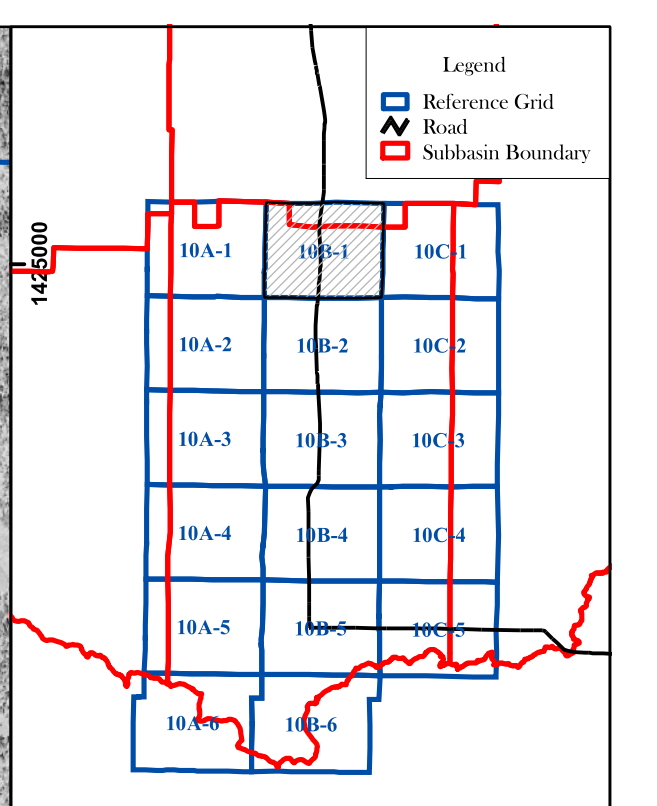 Legend
Reference Grid
Road
Subbasin Boundary
1425000
10A-1 10B-1 10C-1
10A-2 10B-2 10C-2
10A-3 10B-3 10C-3
10A-4 10B-4 10C-4
10A-5 10B-5 10C-5
10A-6 10B-6